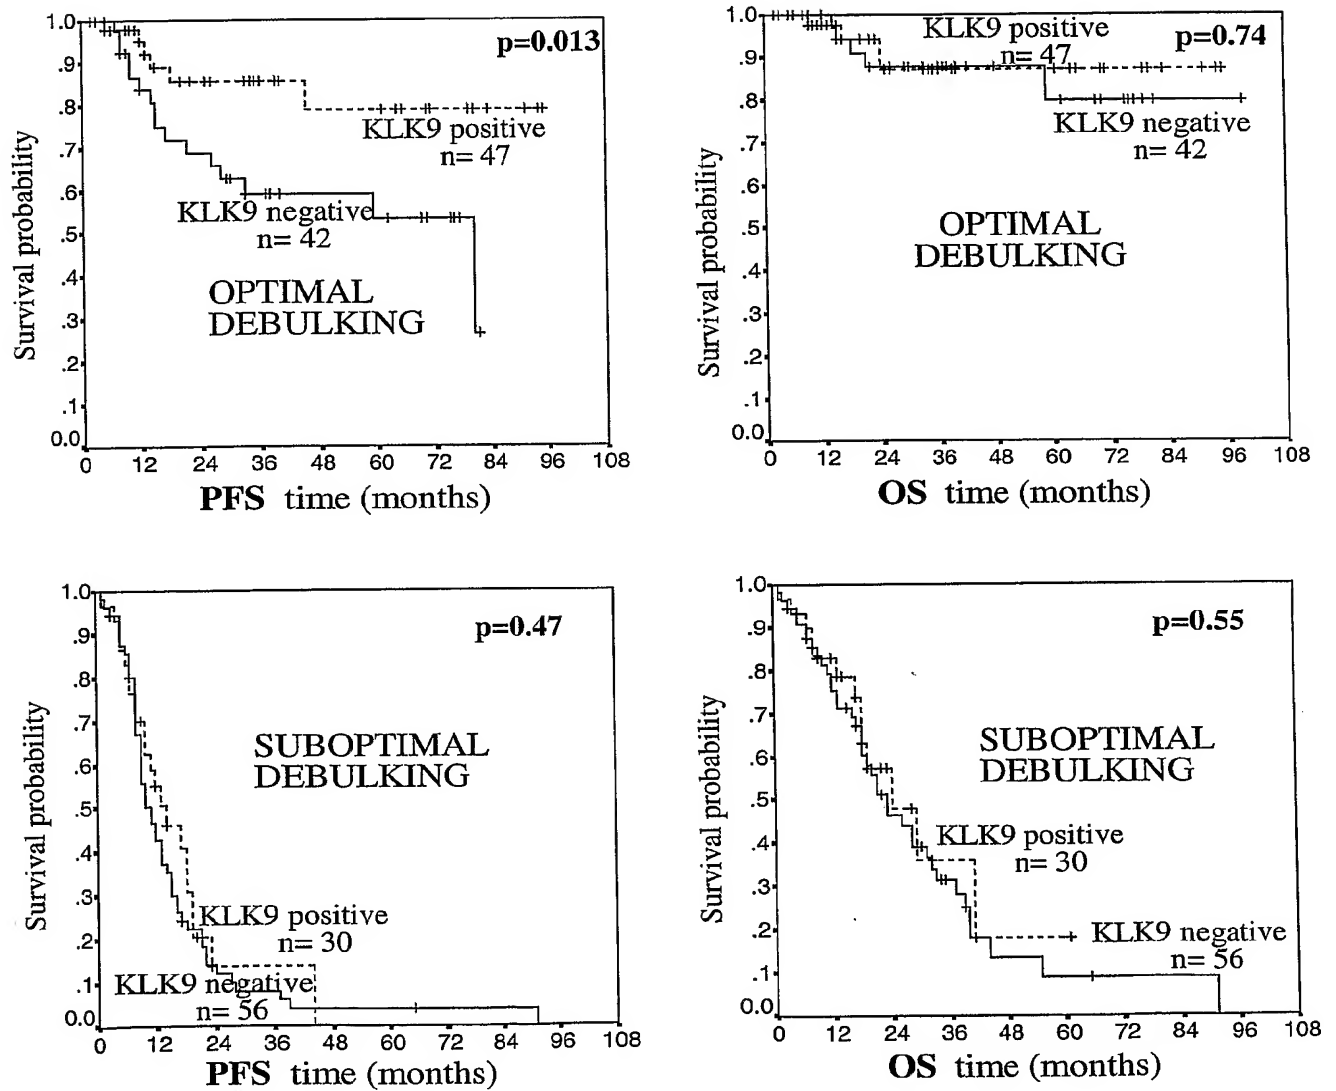 1.0
.9
.8
.7
.6
.5
.4
.3
.2
.1
0.0
Survival probability
p=0.013
KLK9 positive
n= 47
KLK9 negative
n= 42
OPTIMAL
DEBULKING
0 12 24 36 48 60 72 84 96 108
PFS time (months)
1.0
.9
.8
.7
.6
.5
.4
.3
.2
.1
0.0
Survival probability
KLK9 positive
n= 47
p=0.74
KLK9 negative
n= 42
OPTIMAL
DEBULKING
0 12 24 36 48 60 72 84 96 108
OS time (months)
1.0
.9
.8
.7
.6
.5
.4
.3
.2
.1
0.0
Survival probability
p=0.47
SUBOPTIMAL
DEBULKING
KLK9 positive
n= 30
KLK9 negative
n= 56
0 12 24 36 48 60 72 84 96 108
PFS time (months)
1.0
.9
.8
.7
.6
.5
.4
.3
.2
.1
0.0
Survival probability
p=0.55
SUBOPTIMAL
DEBULKING
KLK9 positive
n= 30
KLK9 negative
n= 56
0 12 24 36 48 60 72 84 96 108
OS time (months)